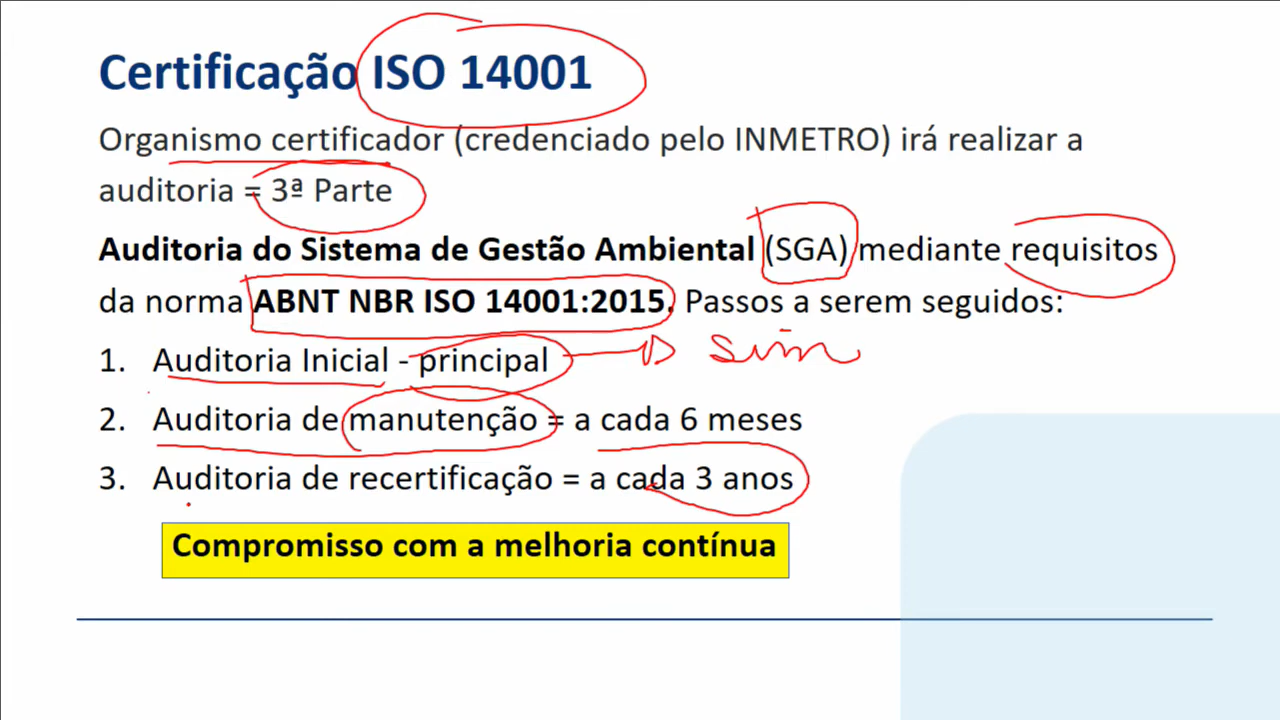 Certificação ISO 14001
Organismo certificador (credenciado pelo INMETRO) irá realizar a
auditoria = 3ª Parte
Auditoria do Sistema de Gestão Ambiental (SGA) mediante requisitos
da norma ABNT NBR ISO 14001:2015. Passos a serem seguidos:
1. Auditoria Inicial - principal sim
2. Auditoria de manutenção = a cada 6 meses
3. Auditoria de recertificação = a cada 3 anos
Compromisso com a melhoria contínua